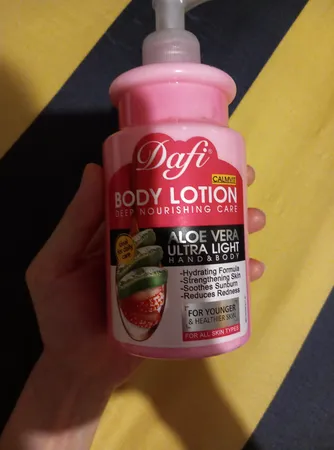 Dafi®
CALMVIT
BODY LOTION
DEEP NOURISHING CARE
ALOE VERA
ULTRA LIGHT
HAND & BODY
-Hydrating Formula
-Strengthening Skin
-Soothes Sunburn
-Reduces Redness
FOR YOUNGER
& HEALTHIER SKIN
FOR ALL SKIN TYPES